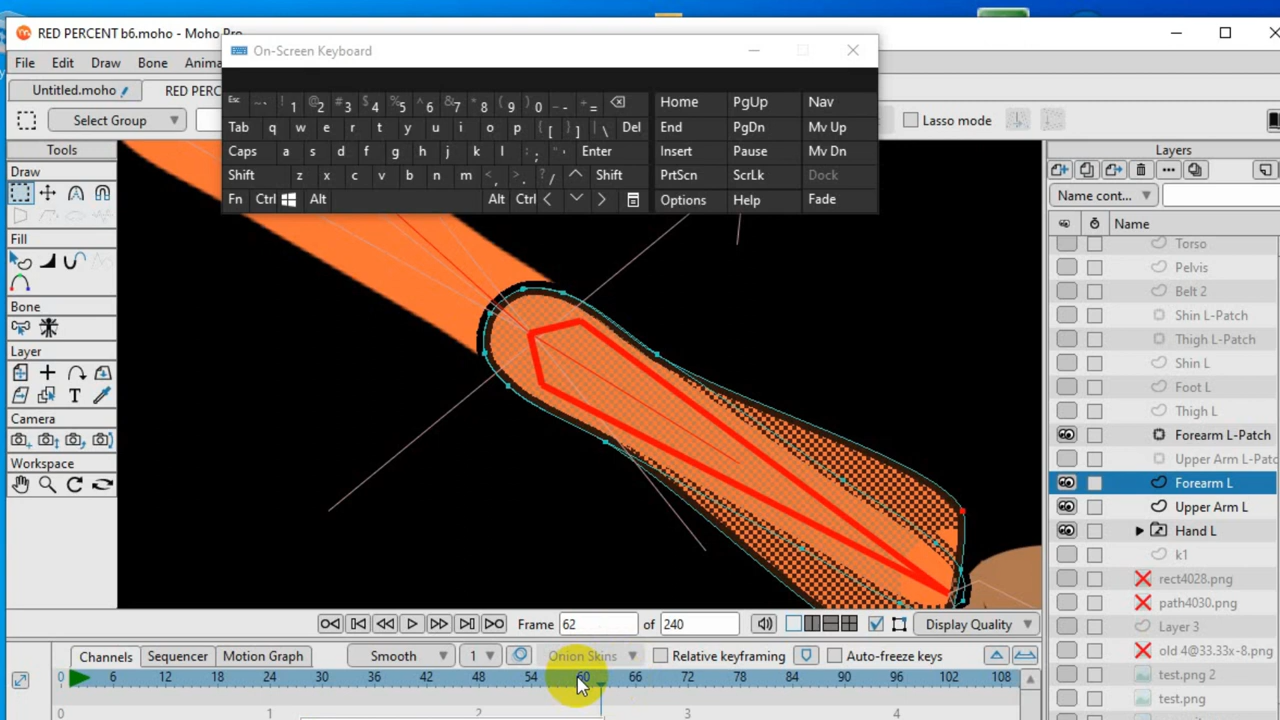 RED PERCENT b6.moho - Moho Pro
On-Screen Keyboard
File Edit Draw Bone Anima
Untitled.moho RED PERC
Select Group
Lasso mode
Esc ~ ` ! 1 @ 2 # 3 $ 4 % 5 ^ 6 & 7 * 8 ( 9 ) 0 _ - + = Home PgUp Nav
Tab q w e r t y u i o p { [ } ] | \ Del End PgDn Mv Up
Caps a s d f g h j k l : ; " ' Enter Insert Pause Mv Dn
Shift z x c v b n m < , > . ? / Shift PrtScn ScrLk Dock
Fn Ctrl Alt Alt Ctrl Options Help Fade
Tools
Draw
Fill
Bone
Layer
T
Camera
Workspace
Layers
Name cont...
Name
Torso
Pelvis
Belt 2
Shin L-Patch
Thigh L-Patch
Shin L
Foot L
Thigh L
Forearm L-Patch
Upper Arm L-Patc
Forearm L
Upper Arm L
Hand L
k1
rect4028.png
path4030.png
Layer 3
old 4@33.33x-8.png
test.png 2
test.png
Frame 62 of 240 Display Quality
Channels Sequencer Motion Graph Smooth 1 Onion Skins Relative keyframing Auto-freeze keys
0 6 12 18 24 30 36 42 48 54 60 66 72 78 84 90 96 102 108
0 1 2 3 4